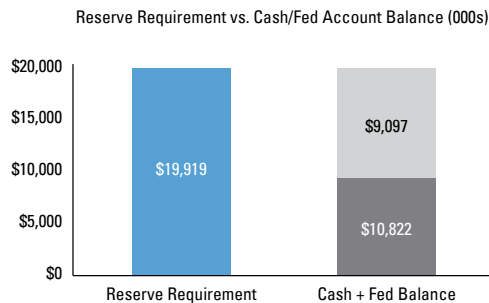 Reserve Requirement vs. Cash/Fed Account Balance (000s)
$20,000
$15,000
$10,000
$5,000
$0
$19,919
$9,097
$10,822
Reserve Requirement
Cash + Fed Balance